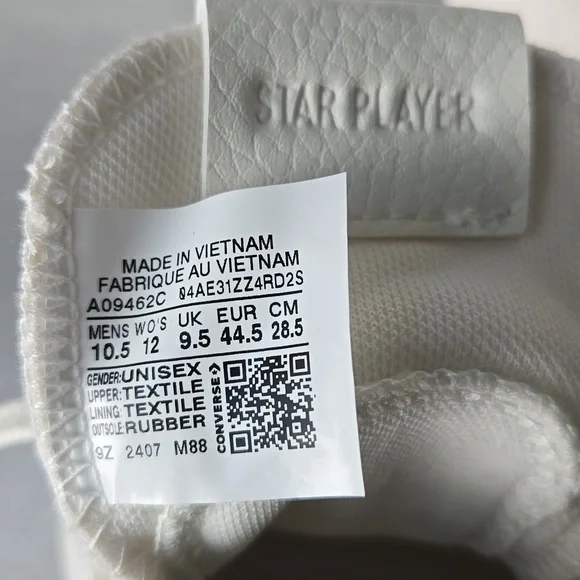 STAR PLAYER
MADE IN VIETNAM
FABRIQUE AU VIETNAM
A09462C 04AE31ZZ4RD2S
MENS WO'S UK EUR CM
10.5 12 9.5 44.5 28.5
GENDER:UNISEX
UPPER:TEXTILE
LINING:TEXTILE
OUTSOLE:RUBBER
9Z 2407 M88
CONVERSE